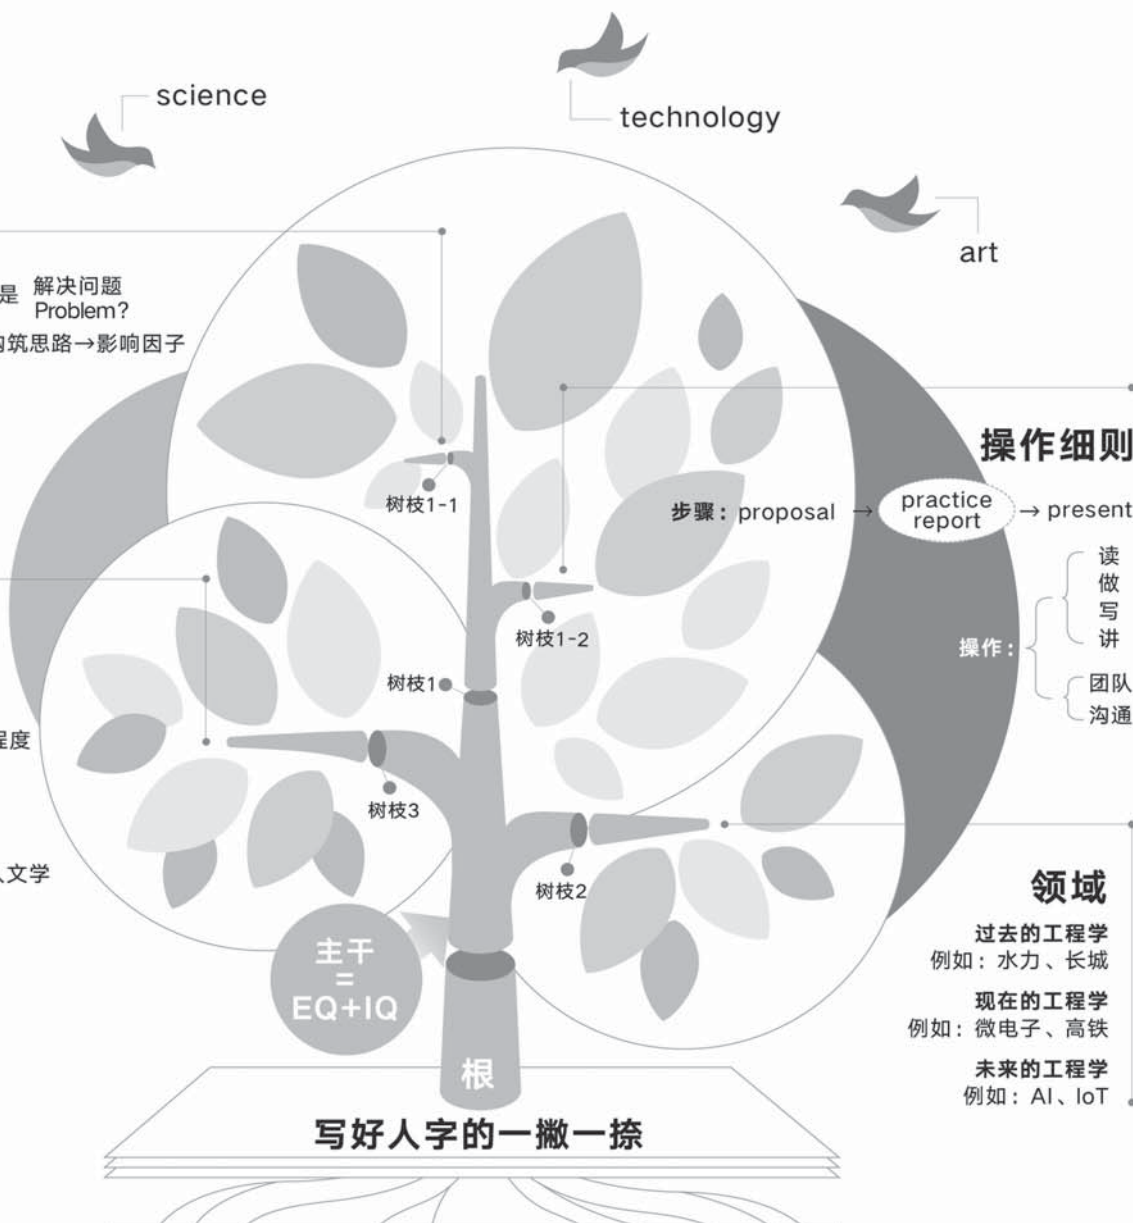 science
technology
art
是
解决问题
Problem?
筑思路→影响因子
操作细则
步骤：proposal → practice report → present
树枝1-1
读
做
写
讲
操作：
团队
沟通
树枝1-2
树枝1
程度
树枝3
树枝2
人文学
领域
过去的工程学
例如：水力、长城
现在的工程学
例如：微电子、高铁
未来的工程学
例如：AI、IoT
主干
=
EQ+IQ
根
写好人字的一撇一捺